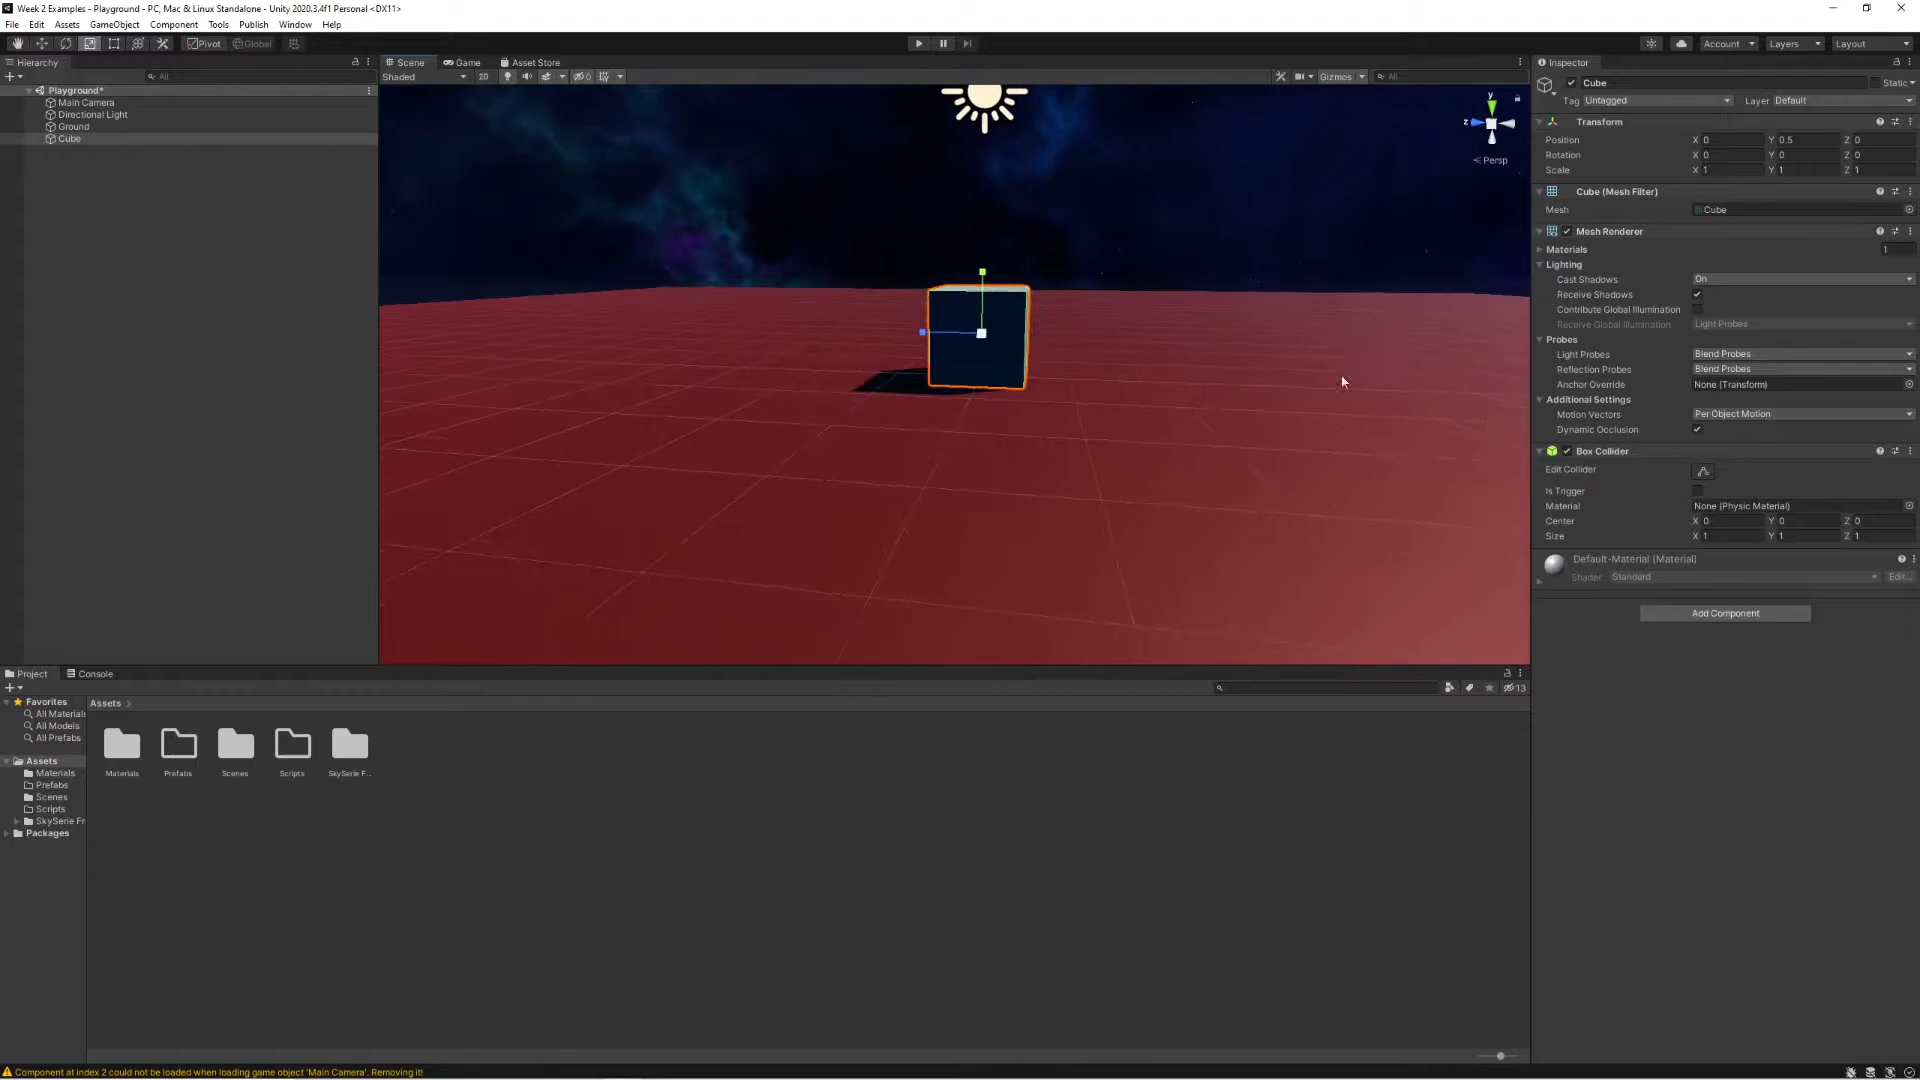 Week 2 Examples - Playground - PC, Mac & Linux Standalone - Unity 2020.3.4f1 Personal <DX11>
File Edit Assets GameObject Component Tools Publish Window Help
Pivot Global Account Layers Layout
Hierarchy
All
Playground*
Main Camera
Directional Light
Ground
Cube
Scene Game Asset Store
Shaded 2D 0 Gizmos All
y
z
< Persp
Inspector
Cube Static
Tag Untagged Layer Default
Transform
Position X 0 Y 0.5 Z 0
Rotation X 0 Y 0 Z 0
Scale X 1 Y 1 Z 1
Cube (Mesh Filter)
Mesh Cube
Mesh Renderer
Materials 1
Lighting
Cast Shadows On
Receive Shadows
Contribute Global Illumination
Receive Global Illumination Light Probes
Probes
Light Probes Blend Probes
Reflection Probes Blend Probes
Anchor Override None (Transform)
Additional Settings
Motion Vectors Per Object Motion
Dynamic Occlusion
Box Collider
Edit Collider
Is Trigger
Material None (Physic Material)
Center X 0 Y 0 Z 0
Size X 1 Y 1 Z 1
Default-Material (Material)
Shader Standard Edit...
Add Component
Project Console
13
Favorites
All Materials
All Models
All Prefabs
Assets
Materials
Prefabs
Scenes
Scripts
SkySerie Fr
Packages
Assets >
Materials Prefabs Scenes Scripts SkySerie F...
Component at index 2 could not be loaded when loading game object 'Main Camera'. Removing it!